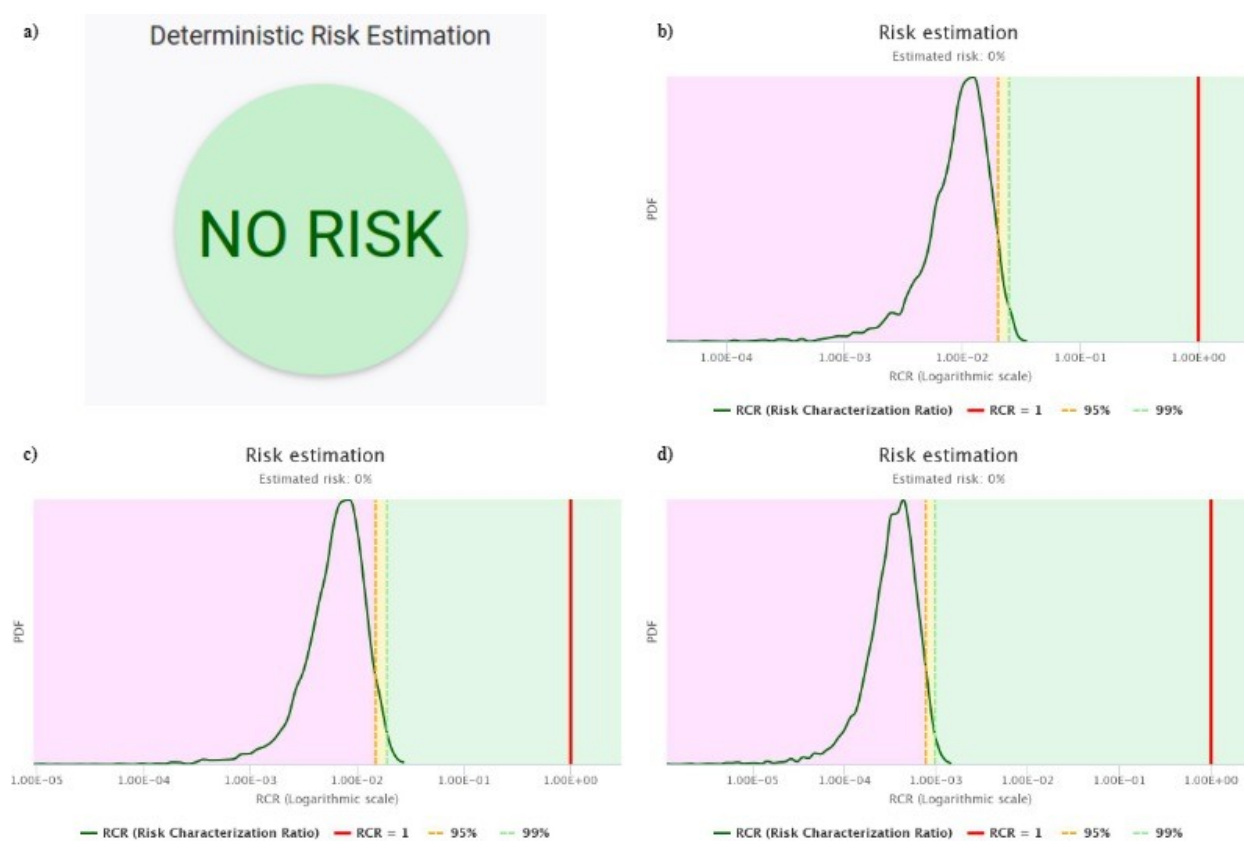 a)
Deterministic Risk Estimation
NO RISK
b)
Risk estimation
Estimated risk: 0%
PDF
1.00E−04 1.00E−03 1.00E−02 1.00E−01 1.00E+00
RCR (Logarithmic scale)
RCR (Risk Characterization Ratio) RCR = 1 95% 99%
c)
Risk estimation
Estimated risk: 0%
PDF
1.00E−05 1.00E−04 1.00E−03 1.00E−02 1.00E−01 1.00E+00
RCR (Logarithmic scale)
RCR (Risk Characterization Ratio) RCR = 1 95% 99%
d)
Risk estimation
Estimated risk: 0%
PDF
1.00E−05 1.00E−04 1.00E−03 1.00E−02 1.00E−01 1.00E+00
RCR (Logarithmic scale)
RCR (Risk Characterization Ratio) RCR = 1 95% 99%